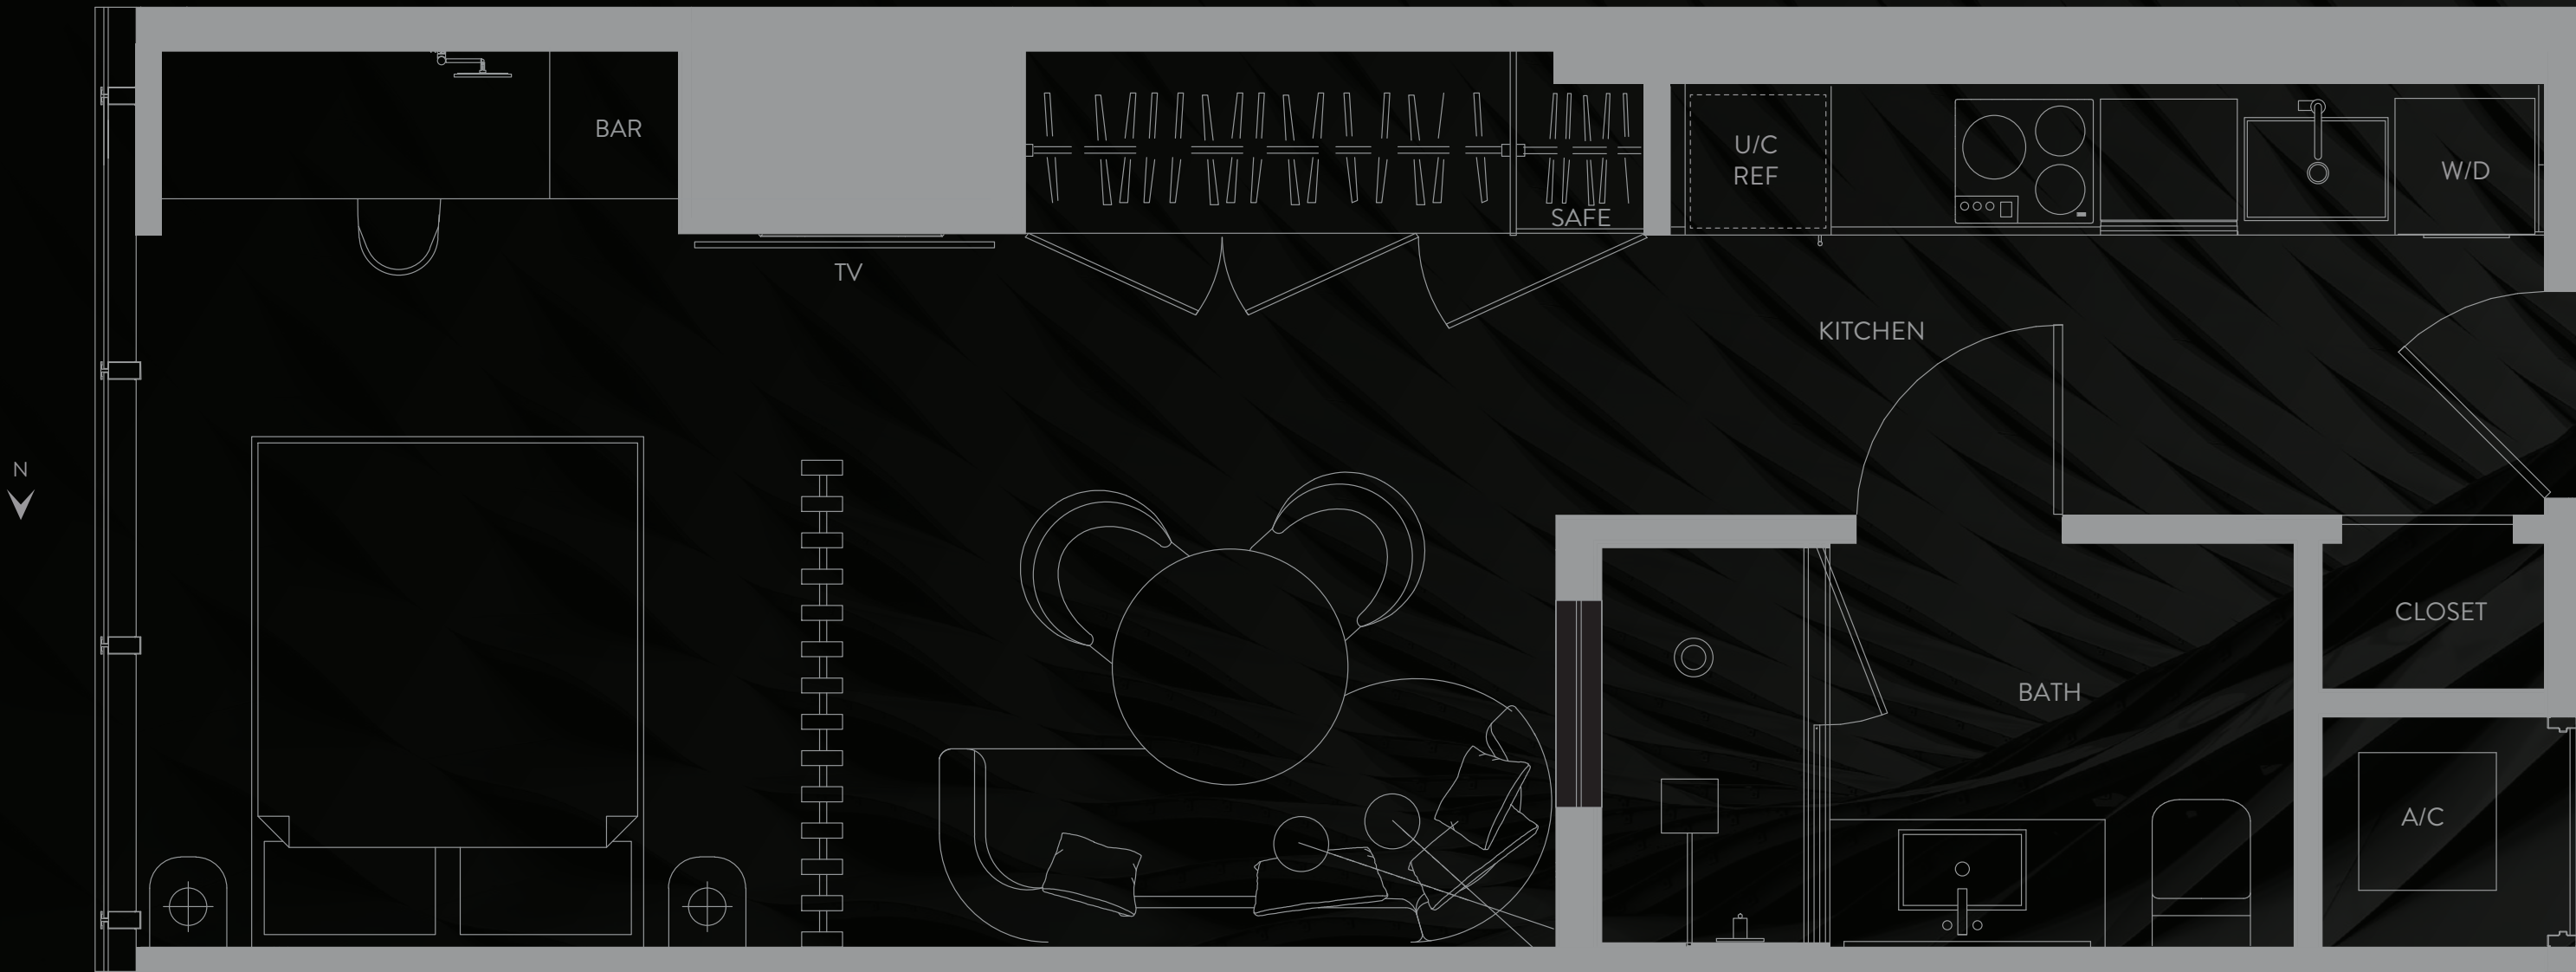 BAR
U/C
REF
W/D
SAFE
TV
KITCHEN
N
CLOSET
BATH
A/C